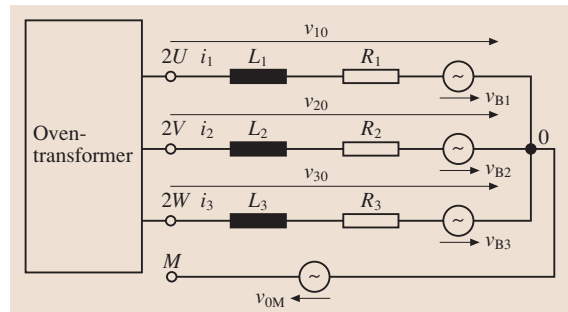 v10
2U i1 L1 R1
~
vB1
v20
Oven-
transformer
2V i2 L2 R2
~
0
vB2
v30
2W i3 L3 R3
~
vB3
M
~
v0M